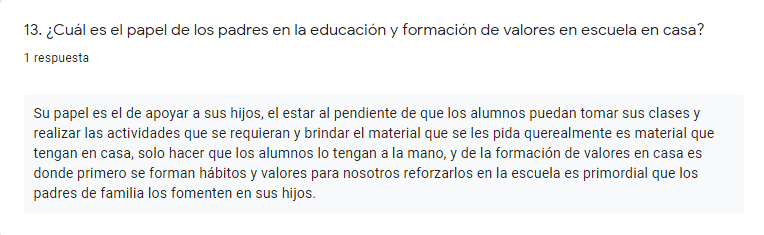 13. ¿Cuál es el papel de los padres en la educación y formación de valores en escuela en casa?
1 respuesta
Su papel es el de apoyar a sus hijos, el estar al pendiente de que los alumnos puedan tomar sus clases y
realizar las actividades que se requieran y brindar el material que se les pida querealmente es material que
tengan en casa, solo hacer que los alumnos lo tengan a la mano, y de la formación de valores en casa es
donde primero se forman hábitos y valores para nosotros reforzarlos en la escuela es primordial que los
padres de familia los fomenten en sus hijos.